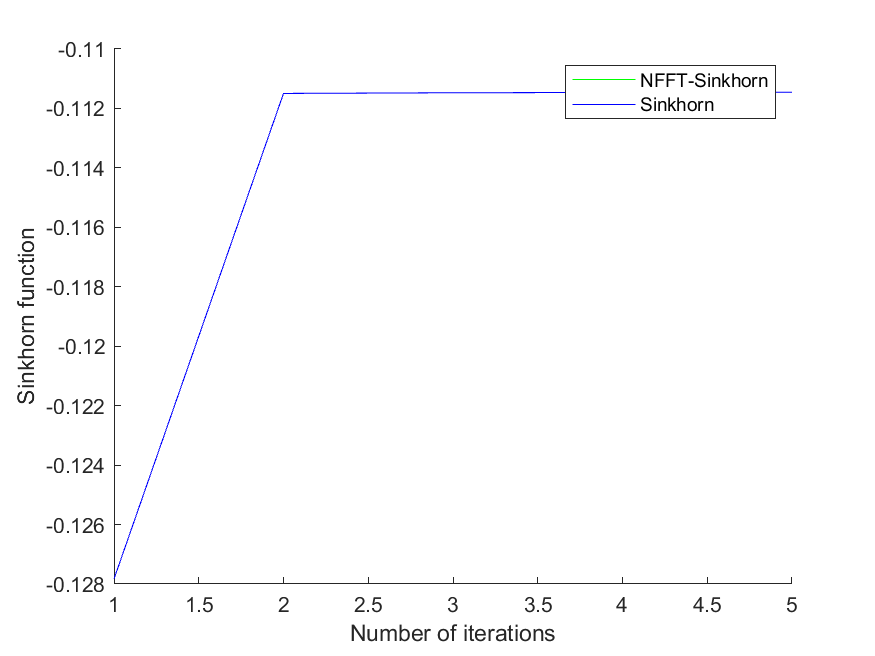 -0.11
-0.112
-0.114
-0.116
-0.118
-0.12
-0.122
-0.124
-0.126
-0.128
Sinkhorn function
NFFT-Sinkhorn
Sinkhorn
1 1.5 2 2.5 3 3.5 4 4.5 5
Number of iterations